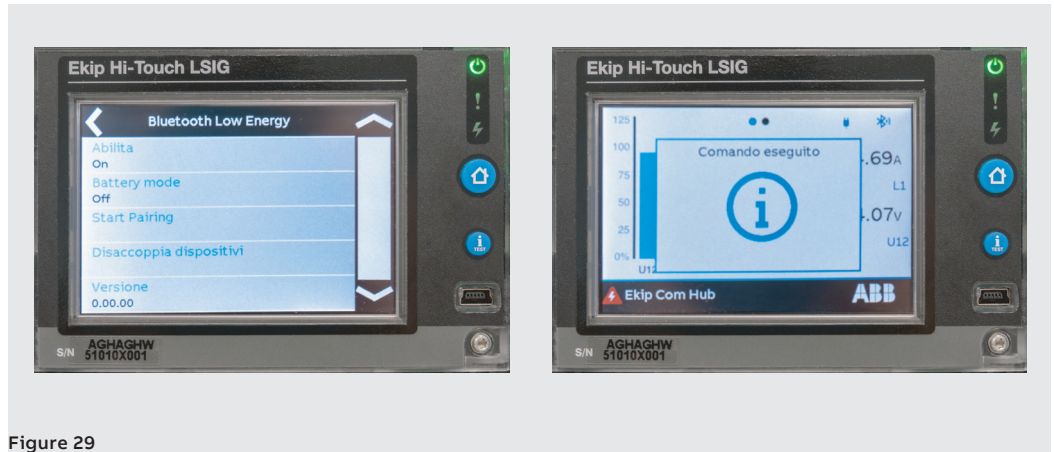 Ekip Hi-Touch LSIG
Bluetooth Low Energy
Abilita
On
Battery mode
Off
Start Pairing
Disaccoppia dispositivi
Versione
0.00.00
TEST
S/N AGHAGHW
51010X001
Ekip Hi-Touch LSIG
125
100
75
50
25
0%
U12
Comando eseguito
.69A
L1
.07V
U12
Ekip Com Hub
ABB
TEST
S/N AGHAGHW
51010X001
Figure 29